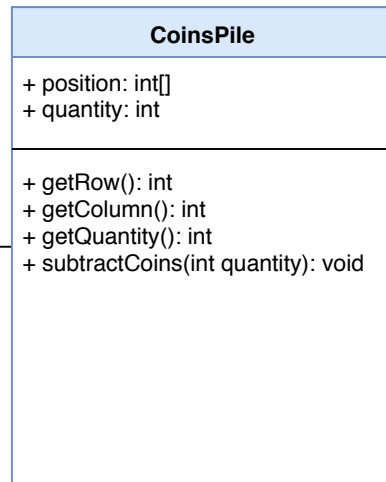 CoinsPile
+ position: int[]
+ quantity: int
+ getRow(): int
+ getColumn(): int
+ getQuantity(): int
+ subtractCoins(int quantity): void